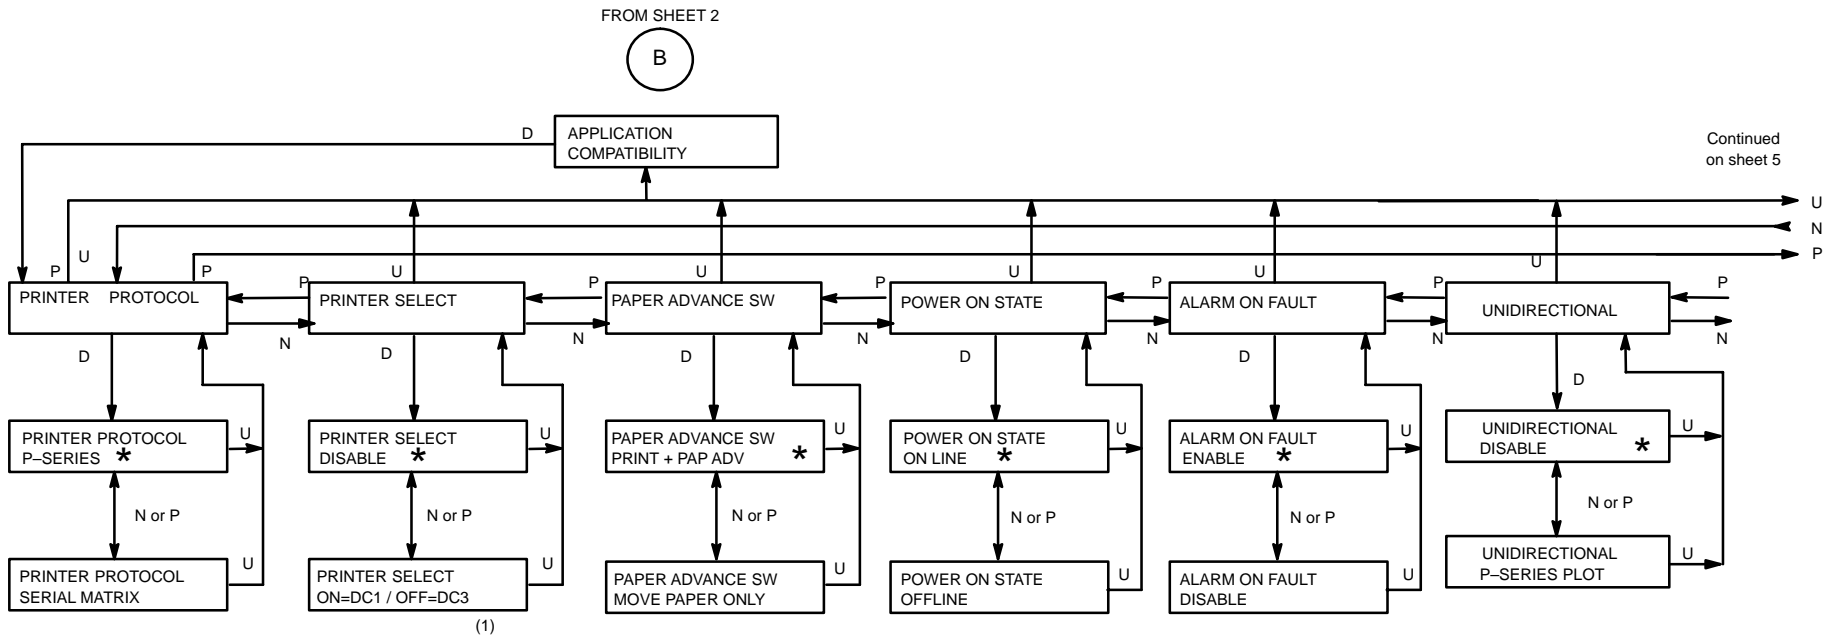 FROM SHEET 2
B
D
APPLICATION
COMPATIBILITY
Continued
on sheet 5
U
N
P
P
U
P
P
U
P
U
P
U
P
U
P
U
P
PRINTER PROTOCOL
PRINTER SELECT
PAPER ADVANCE SW
POWER ON STATE
ALARM ON FAULT
UNIDIRECTIONAL
D
N
D
N
D
N
D
N
D
N
D
N
PRINTER PROTOCOL
P–SERIES *
U
PRINTER SELECT
DISABLE *
U
PAPER ADVANCE SW
PRINT + PAP ADV *
U
POWER ON STATE
ON LINE *
U
ALARM ON FAULT
ENABLE *
U
UNIDIRECTIONAL
DISABLE *
U
N or P
N or P
N or P
N or P
N or P
N or P
PRINTER PROTOCOL
SERIAL MATRIX
U
PRINTER SELECT
ON=DC1 / OFF=DC3
U
(1)
PAPER ADVANCE SW
MOVE PAPER ONLY
U
POWER ON STATE
OFFLINE
U
ALARM ON FAULT
DISABLE
U
UNIDIRECTIONAL
P–SERIES PLOT
U